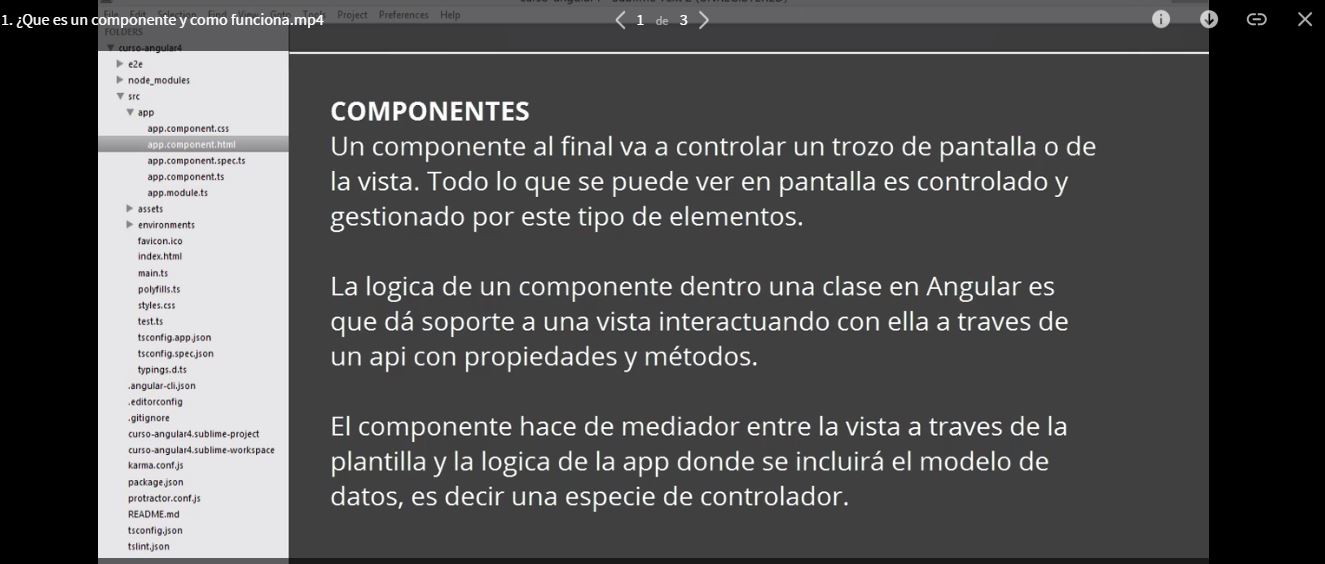 1. ¿Que es un componente y como funciona.mp4
1 de 3
File Edit Selection Find View Goto Tools Project Preferences Help
FOLDERS
curso-angular4
e2e
node_modules
src
app
app.component.css
app.component.html
app.component.spec.ts
app.component.ts
app.module.ts
assets
environments
favicon.ico
index.html
main.ts
polyfills.ts
styles.css
test.ts
tsconfig.app.json
tsconfig.spec.json
typings.d.ts
.angular-cli.json
.editorconfig
.gitignore
curso-angular4.sublime-project
curso-angular4.sublime-workspace
karma.conf.js
package.json
protractor.conf.js
README.md
tsconfig.json
tslint.json
COMPONENTES
Un componente al final va a controlar un trozo de pantalla o de
la vista. Todo lo que se puede ver en pantalla es controlado y
gestionado por este tipo de elementos.
La logica de un componente dentro una clase en Angular es
que dá soporte a una vista interactuando con ella a traves de
un api con propiedades y métodos.
El componente hace de mediador entre la vista a traves de la
plantilla y la logica de la app donde se incluirá el modelo de
datos, es decir una especie de controlador.